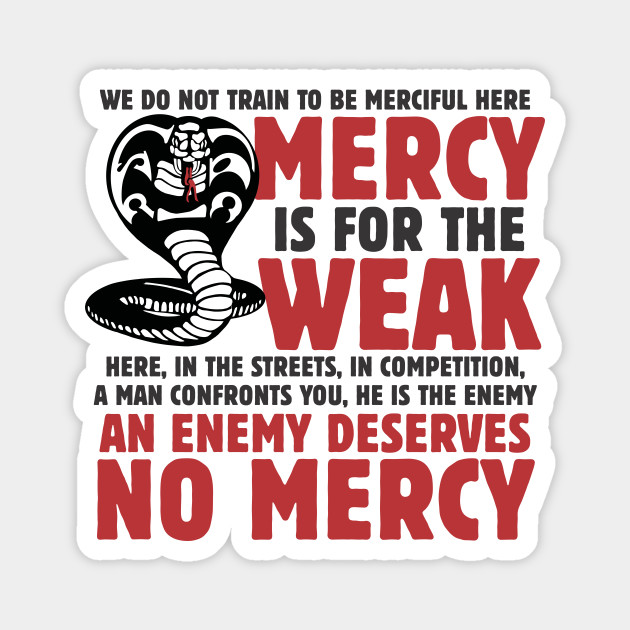 WE DO NOT TRAIN TO BE MERCIFUL HERE
MERCY
IS FOR THE
WEAK
HERE, IN THE STREETS, IN COMPETITION,
A MAN CONFRONTS YOU, HE IS THE ENEMY
AN ENEMY DESERVES
NO MERCY